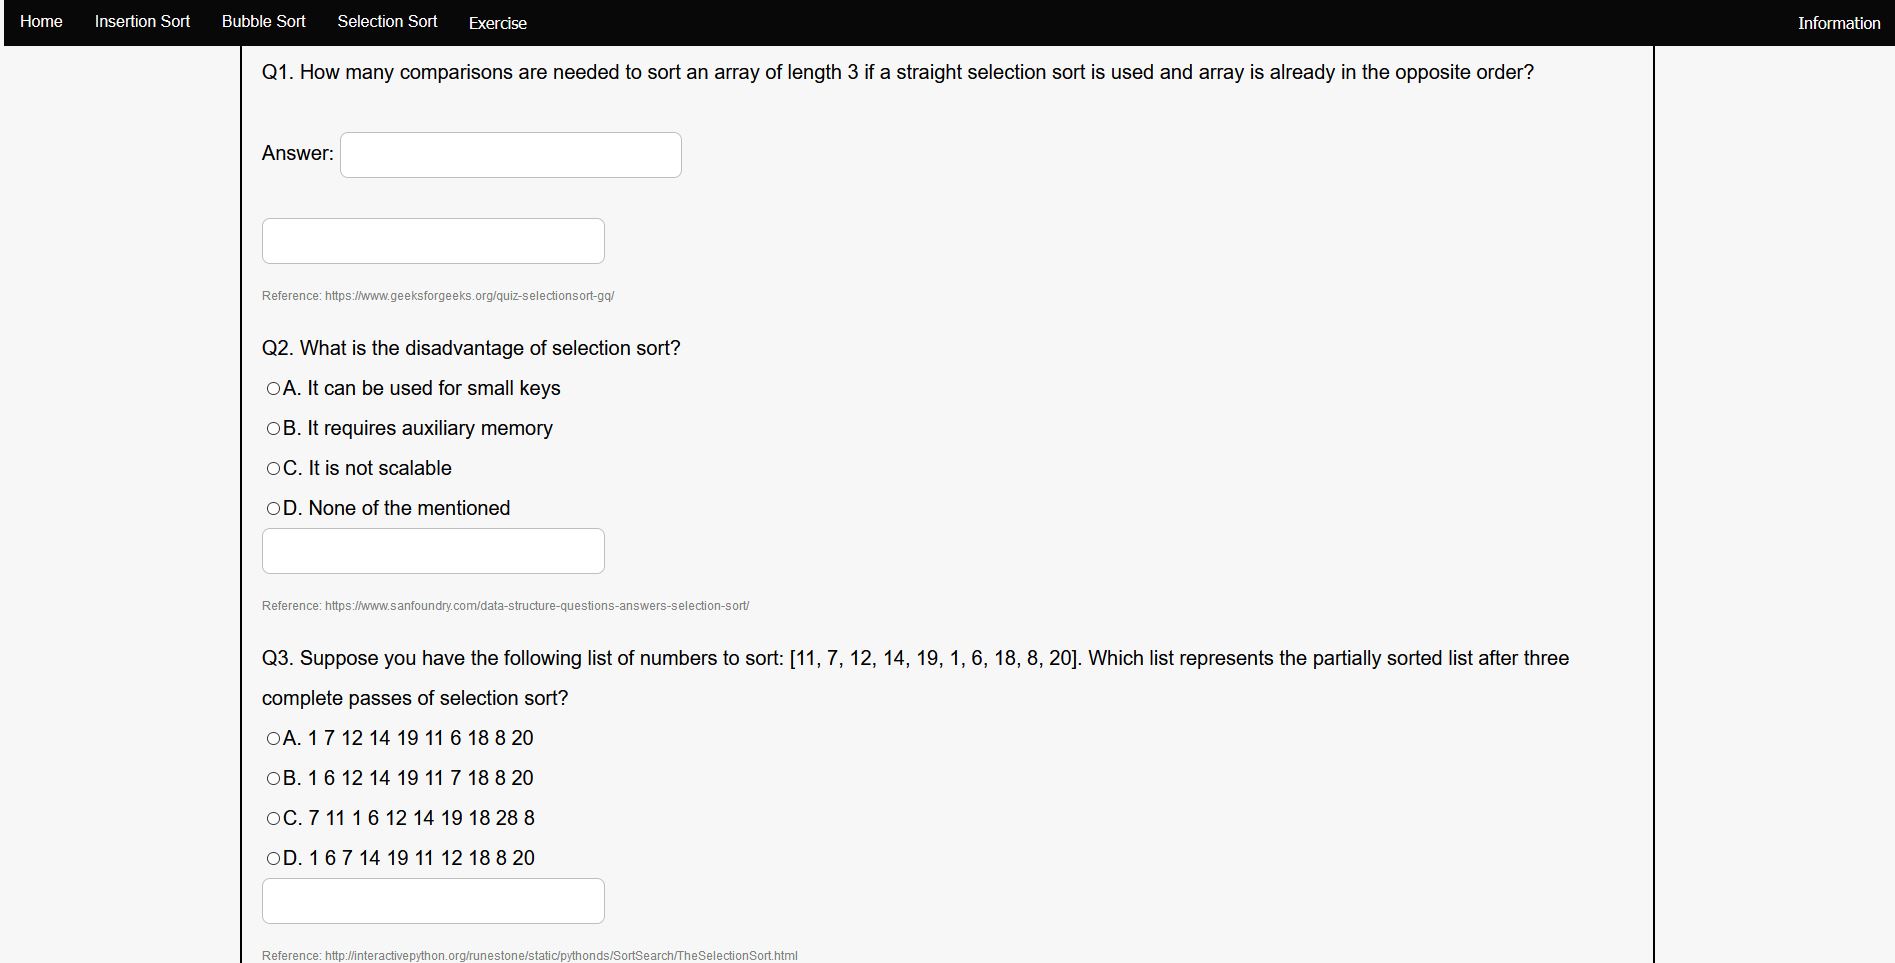 Home Insertion Sort Bubble Sort Selection Sort Exercise Information
Q1. How many comparisons are needed to sort an array of length 3 if a straight selection sort is used and array is already in the opposite order?
Answer:
Reference: https://www.geeksforgeeks.org/quiz-selectionsort-gq/
Q2. What is the disadvantage of selection sort?
A. It can be used for small keys
B. It requires auxiliary memory
C. It is not scalable
D. None of the mentioned
Reference: https://www.sanfoundry.com/data-structure-questions-answers-selection-sort/
Q3. Suppose you have the following list of numbers to sort: [11, 7, 12, 14, 19, 1, 6, 18, 8, 20]. Which list represents the partially sorted list after three
complete passes of selection sort?
A. 1 7 12 14 19 11 6 18 8 20
B. 1 6 12 14 19 11 7 18 8 20
C. 7 11 1 6 12 14 19 18 28 8
D. 1 6 7 14 19 11 12 18 8 20
Reference: http://interactivepython.org/runestone/static/pythonds/SortSearch/TheSelectionSort.html